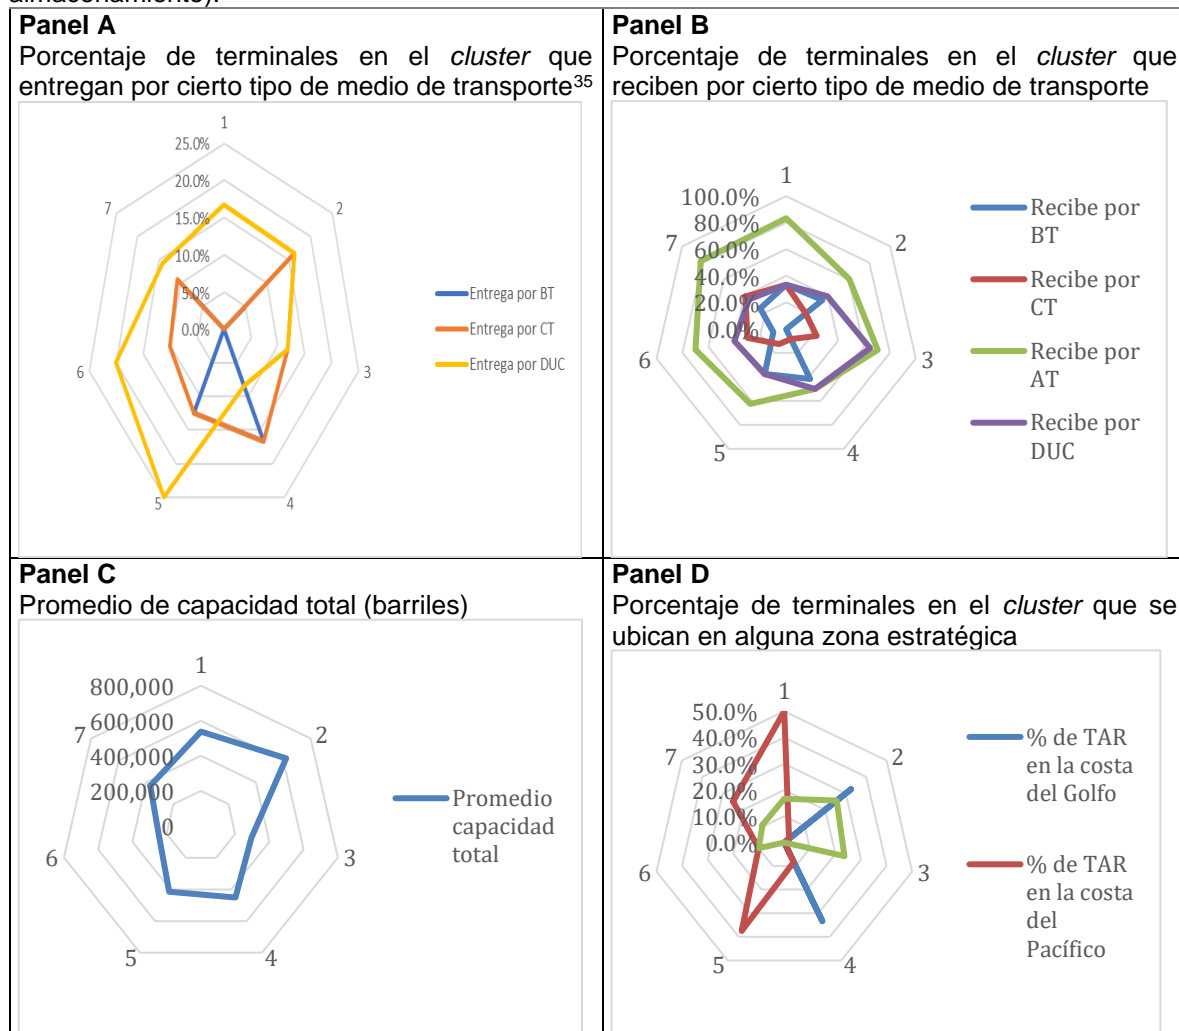 almacenamiento).
Panel A
Porcentaje de terminales en el cluster que
entregan por cierto tipo de medio de transporte35
1
25.0%
20.0%
15.0%
10.0%
5.0%
0.0%
7
2
6
3
5
4
Entrega por BT
Entrega por CT
Entrega por DUC
Panel B
Porcentaje de terminales en el cluster que
reciben por cierto tipo de medio de transporte
1
100.0%
80.0%
60.0%
40.0%
20.0%
0.0%
7
2
6
3
5
4
Recibe por
BT
Recibe por
CT
Recibe por
AT
Recibe por
DUC
Panel C
Promedio de capacidad total (barriles)
1
800,000
600,000
400,000
200,000
0
7
2
6
3
5
4
Promedio
capacidad
total
Panel D
Porcentaje de terminales en el cluster que se
ubican en alguna zona estratégica
1
50.0%
40.0%
30.0%
20.0%
10.0%
0.0%
7
2
6
3
5
4
% de TAR
en la costa
del Golfo
% de TAR
en la costa
del
Pacífico